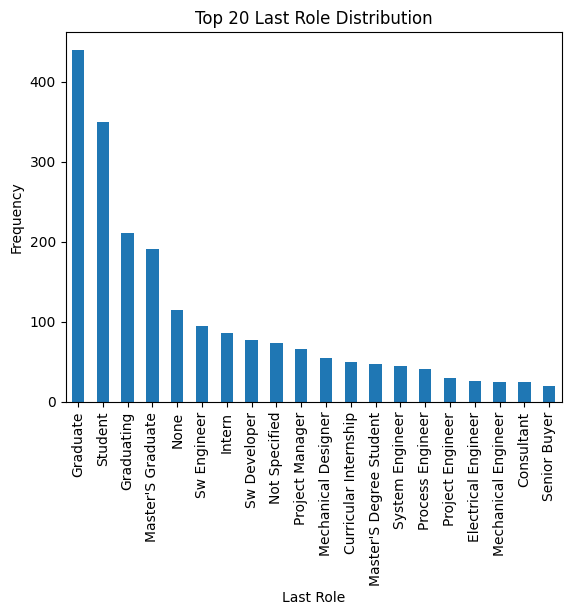 Top 20 Last Role Distribution
Frequency
400
300
200
100
0
Graduate
Student
Graduating
Master'S Graduate
None
Sw Engineer
Intern
Sw Developer
Not Specified
Project Manager
Mechanical Designer
Curricular Internship
Master'S Degree Student
System Engineer
Process Engineer
Project Engineer
Electrical Engineer
Mechanical Engineer
Consultant
Senior Buyer
Last Role